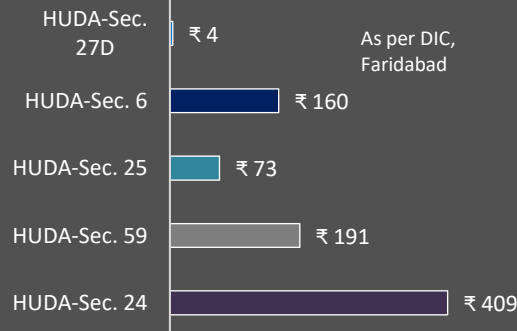 HUDA-Sec.
27D
₹ 4
As per DIC,
Faridabad
HUDA-Sec. 6
₹ 160
HUDA-Sec. 25
₹ 73
HUDA-Sec. 59
₹ 191
HUDA-Sec. 24
₹ 409